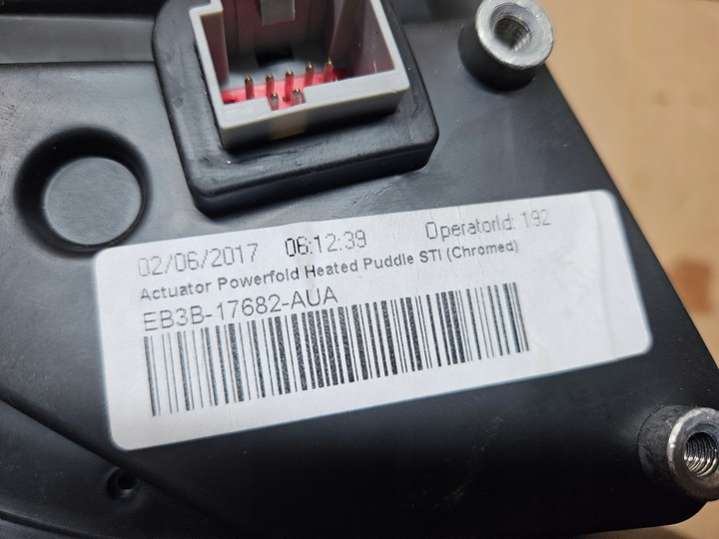 02/06/2017 06:12:39 OperatorId: 192
Actuator Powerfold Heated Puddle STI (Chromed)
EB3B-17682-AUA